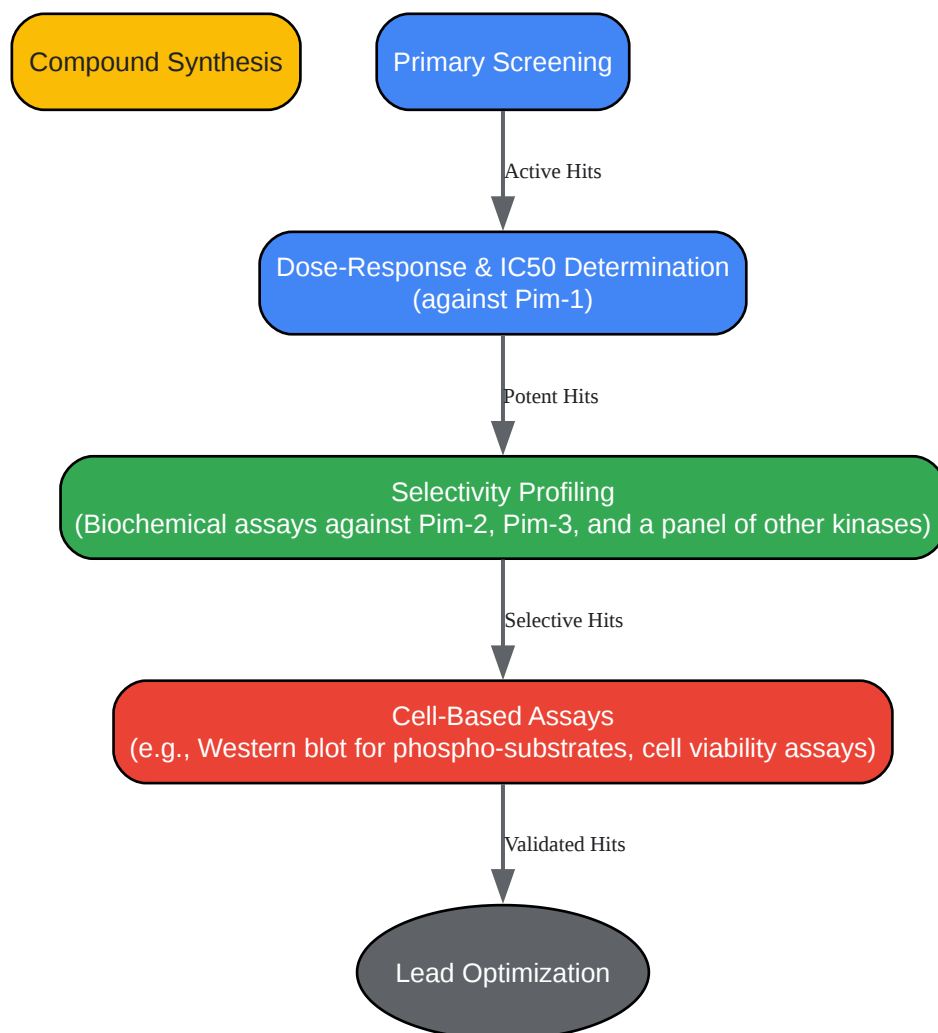 Compound Synthesis
Primary Screening
Active Hits
Dose-Response & IC50 Determination
(against Pim-1)
Potent Hits
Selectivity Profiling
(Biochemical assays against Pim-2, Pim-3, and a panel of other kinases)
Selective Hits
Cell-Based Assays
(e.g., Western blot for phospho-substrates, cell viability assays)
Validated Hits
Lead Optimization